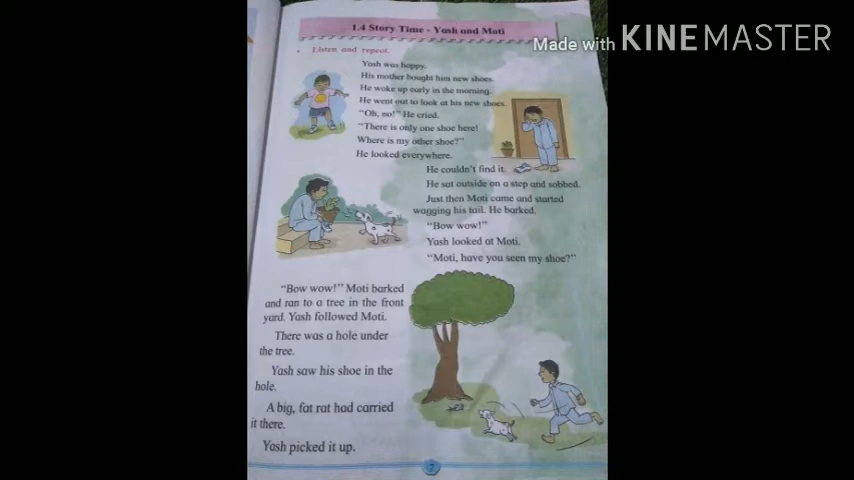 Made with KINEMASTER
1.4 Story Time - Yash and Moti
Listen and repeat.
Yash was happy.
His mother bought him new shoes.
He woke up early in the morning.
He went out to look at his new shoes.
"Oh, no!" He cried.
"There is only one shoe here!
Where is my other shoe?"
He looked everywhere.
He couldn't find it.
He sat outside on a step and sobbed.
Just then Moti came and started
wagging his tail. He barked.
"Bow wow!"
Yash looked at Moti.
"Moti, have you seen my shoe?"
"Bow wow!" Moti barked
and ran to a tree in the front
yard. Yash followed Moti.
There was a hole under
the tree.
Yash saw his shoe in the
hole.
A big, fat rat had carried
it there.
Yash picked it up.
7